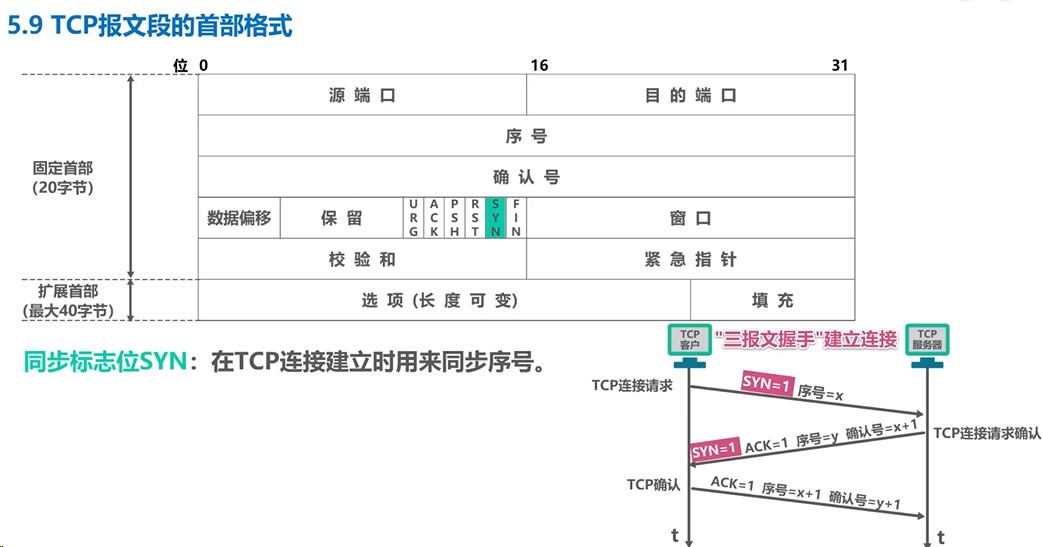 5.9 TCP报文段的首部格式
位 0 16 31
源端口 目的端口
序号
固定首部
(20字节)
确认号
数据偏移 保留 URG ACK PSH RST SYN FIN 窗口
校验和 紧急指针
扩展首部
(最大40字节)
选项(长度可变) 填充
同步标志位SYN：在TCP连接建立时用来同步序号。
TCP
客户
"三报文握手"建立连接
TCP
服务器
TCP连接请求
SYN=1 序号=x
SYN=1 ACK=1 序号=y 确认号=x+1
TCP连接请求确认
TCP确认
ACK=1 序号=x+1 确认号=y+1
t t